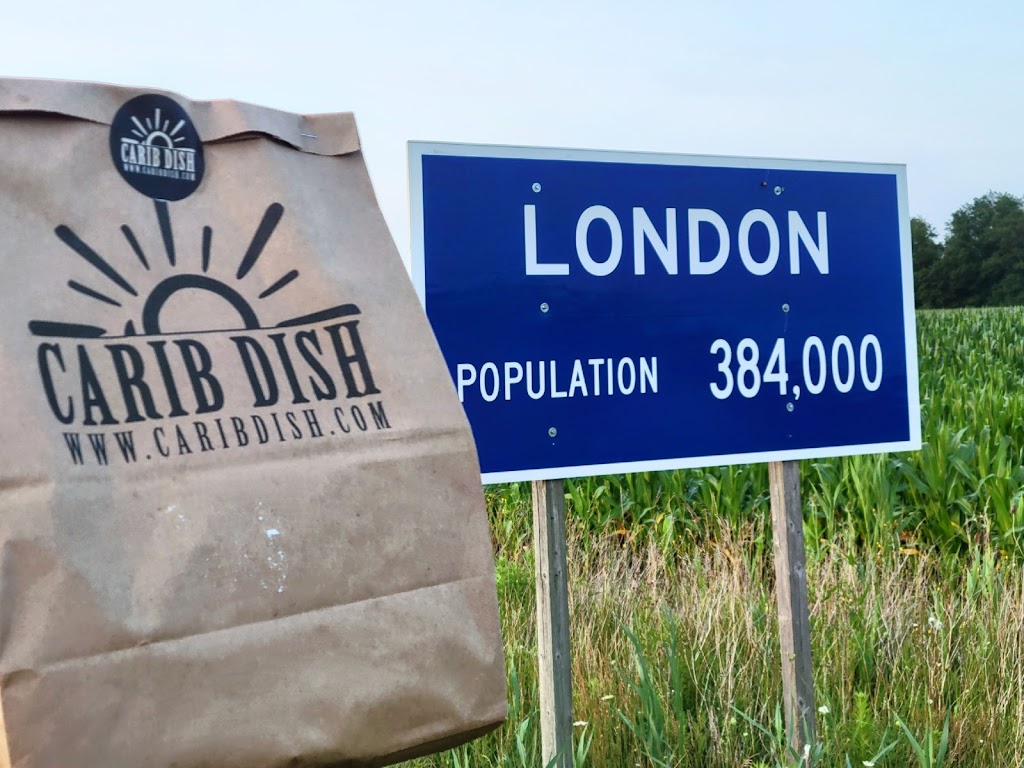 CARIB DISH
WWW.CARIBDISH.COM
CARIB DISH
WWW.CARIBDISH.COM
LONDON
POPULATION 384,000